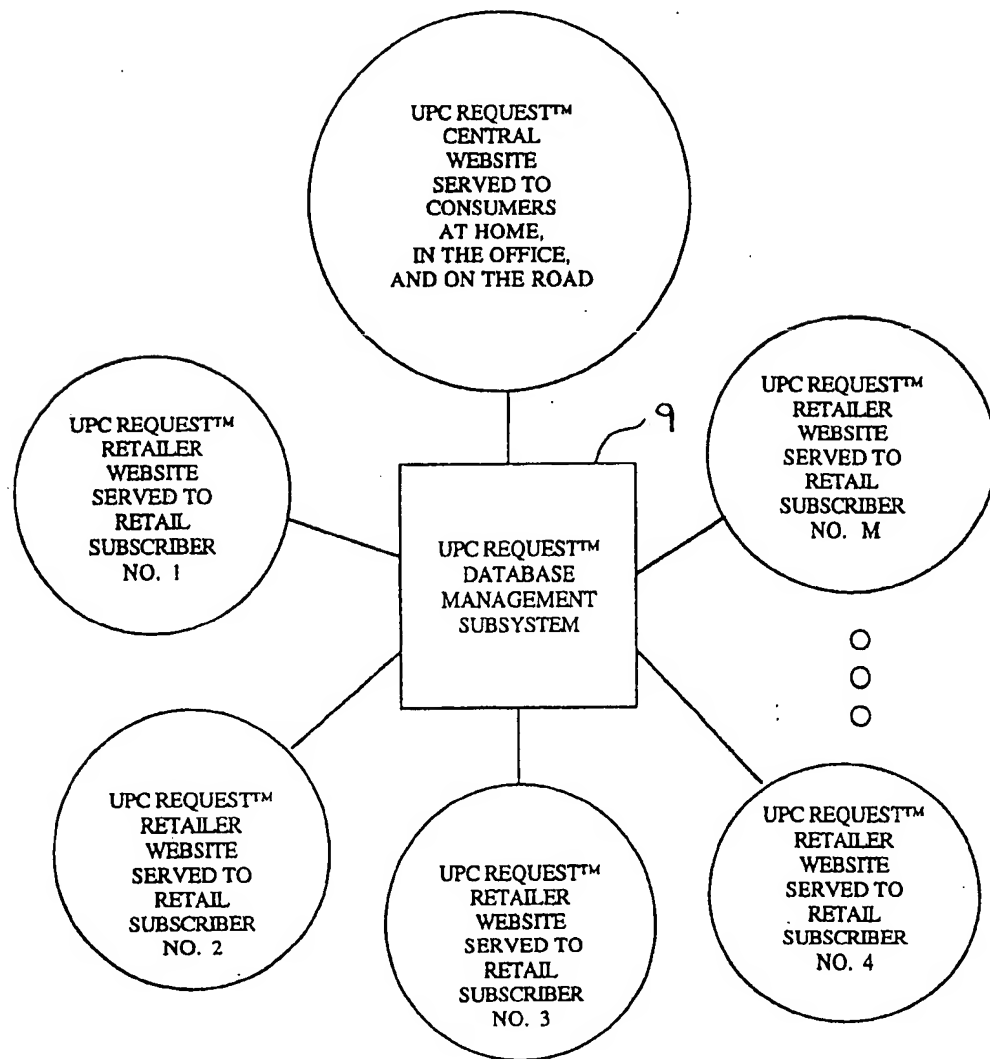 UPC REQUEST™
CENTRAL
WEBSITE
SERVED TO
CONSUMERS
AT HOME,
IN THE OFFICE,
AND ON THE ROAD
UPC REQUEST™
RETAILER
WEBSITE
SERVED TO
RETAIL
SUBSCRIBER
NO. 1
9
UPC REQUEST™
RETAILER
WEBSITE
SERVED TO
RETAIL
SUBSCRIBER
NO. M
UPC REQUEST™
DATABASE
MANAGEMENT
SUBSYSTEM
UPC REQUEST™
RETAILER
WEBSITE
SERVED TO
RETAIL
SUBSCRIBER
NO. 2
UPC REQUEST™
RETAILER
WEBSITE
SERVED TO
RETAIL
SUBSCRIBER
NO. 3
UPC REQUEST™
RETAILER
WEBSITE
SERVED TO
RETAIL
SUBSCRIBER
NO. 4